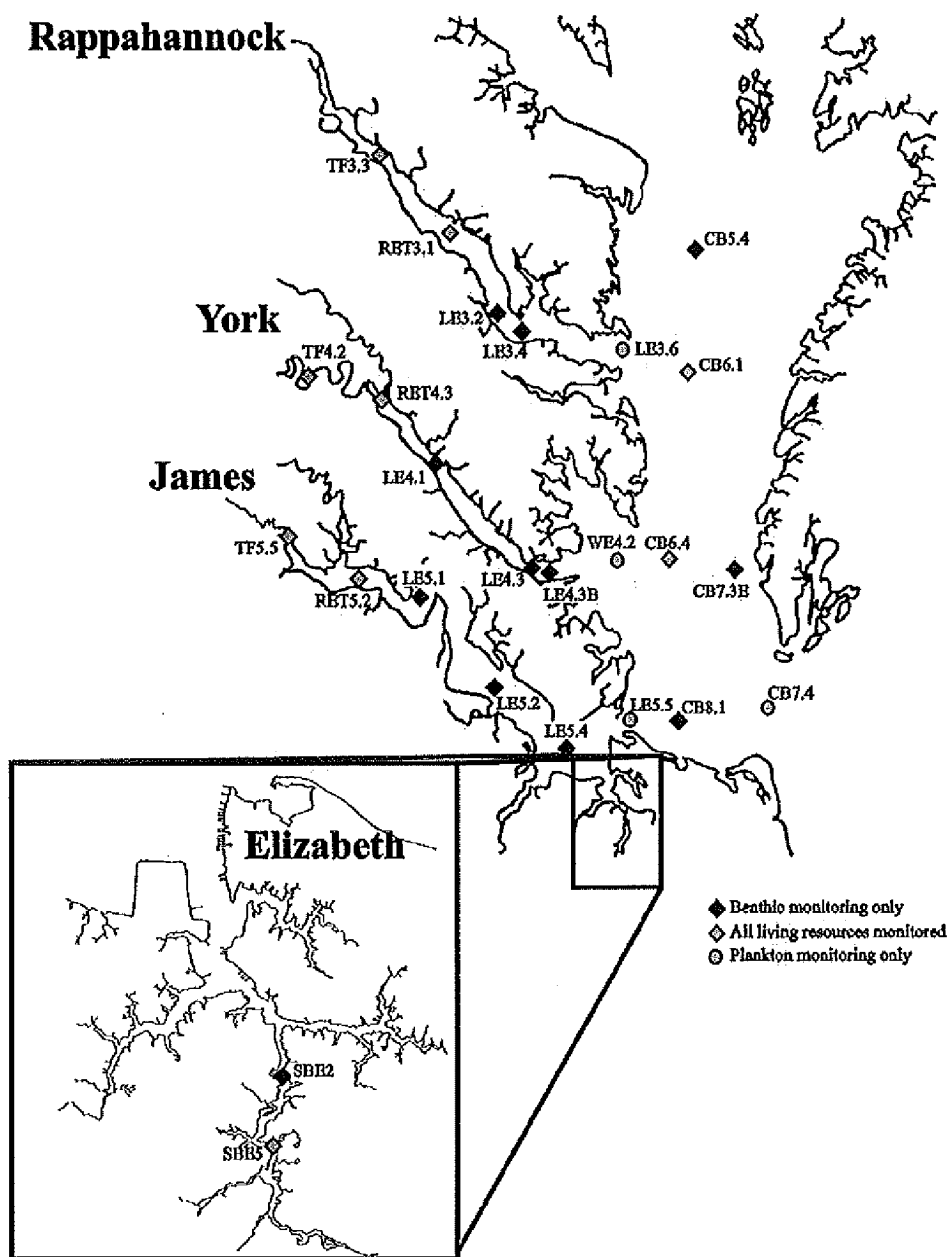 Rappahannock
TF3.3
RET3.1
CB5.4
LE3.2
LE3.4
LE3.6
York
CB6.1
TF4.2
RET4.3
LE4.1
James
TF5.5
WE4.2
CB6.4
LE4.3
LE4.3B
CB7.3B
RET5.2
LE5.1
LE5.2
CB7.4
LE5.5
CB8.1
LE5.4
Elizabeth
SBE2
SBE5
Benthic monitoring only
All living resources monitored
Plankton monitoring only